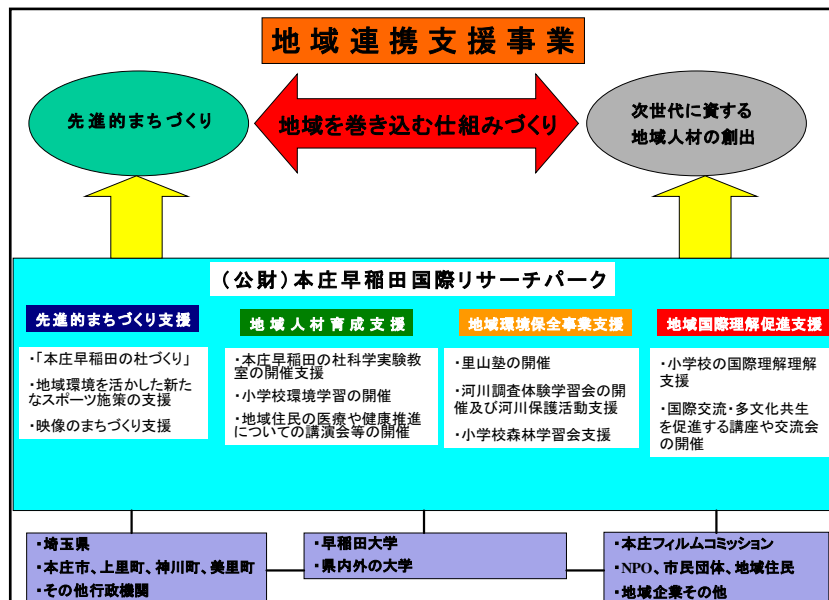 地域連携支援事業
先進的まちづくり
地域を巻き込む仕組みづくり
次世代に資する
地域人材の創出
(公財)本庄早稲田国際リサーチパーク
先進的まちづくり支援
・「本庄早稲田の杜づくり」
・地域環境を活かした新た
なスポーツ施策の支援
・映像のまちづくり支援
地域人材育成支援
・本庄早稲田の杜科学実験教
室の開催支援
・小学校環境学習の開催
・地域住民の医療や健康推進
についての講演会等の開催
地域環境保全事業支援
・里山塾の開催
・河川調査体験学習会の開
催及び河川保護活動支援
・小学校森林学習会支援
地域国際理解促進支援
・小学校の国際理解理解
支援
・国際交流・多文化共生
を促進する講座や交流会
の開催
・埼玉県
・本庄市、上里町、神川町、美里町
・その他行政機関
・早稲田大学
・県内外の大学
・本庄フィルムコミッション
・NPO、市民団体、地域住民
・地域企業その他